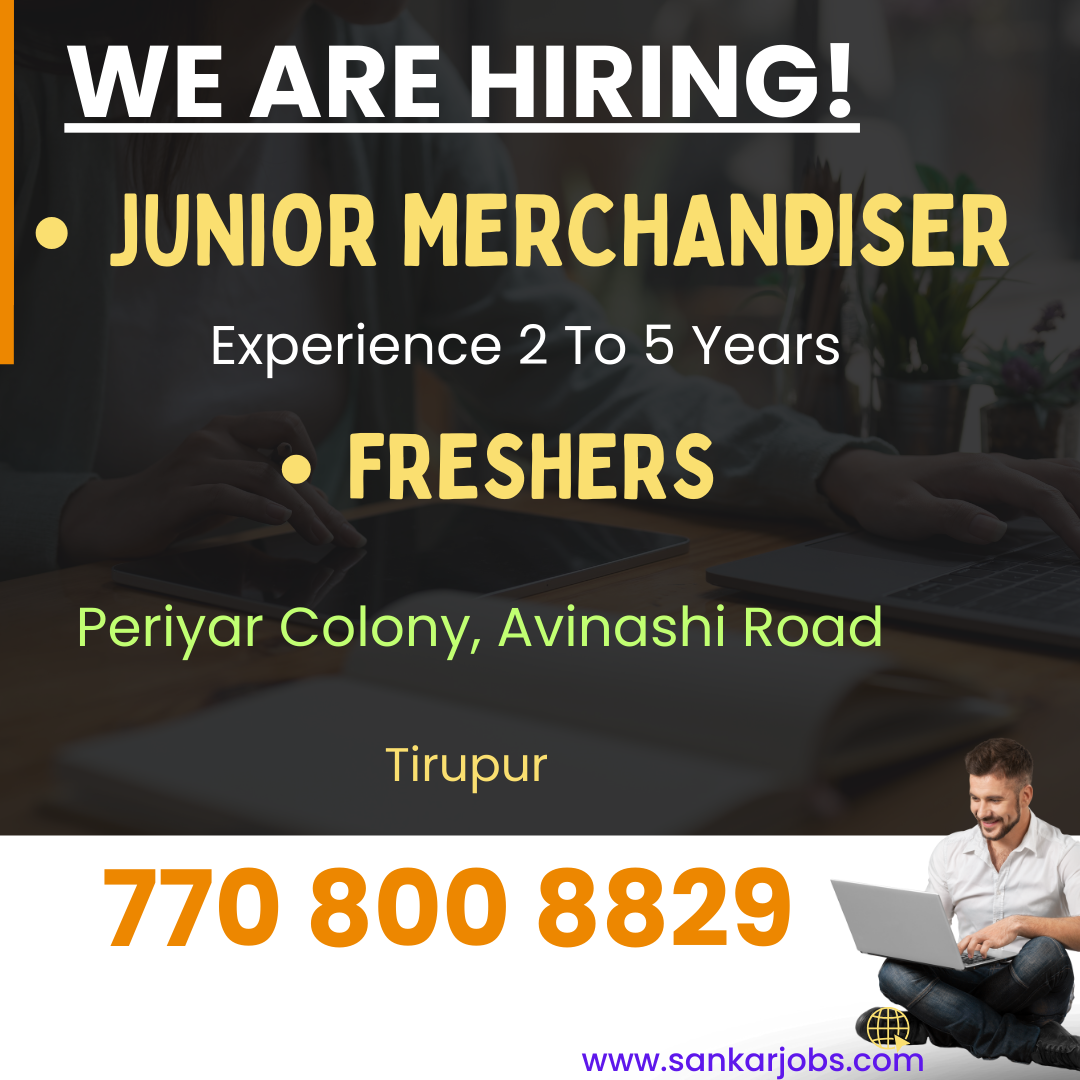 WE ARE HIRING!
• JUNIOR MERCHANDISER
Experience 2 To 5 Years
• FRESHERS
Periyar Colony, Avinashi Road
Tirupur
770 800 8829
www.sankarjobs.com